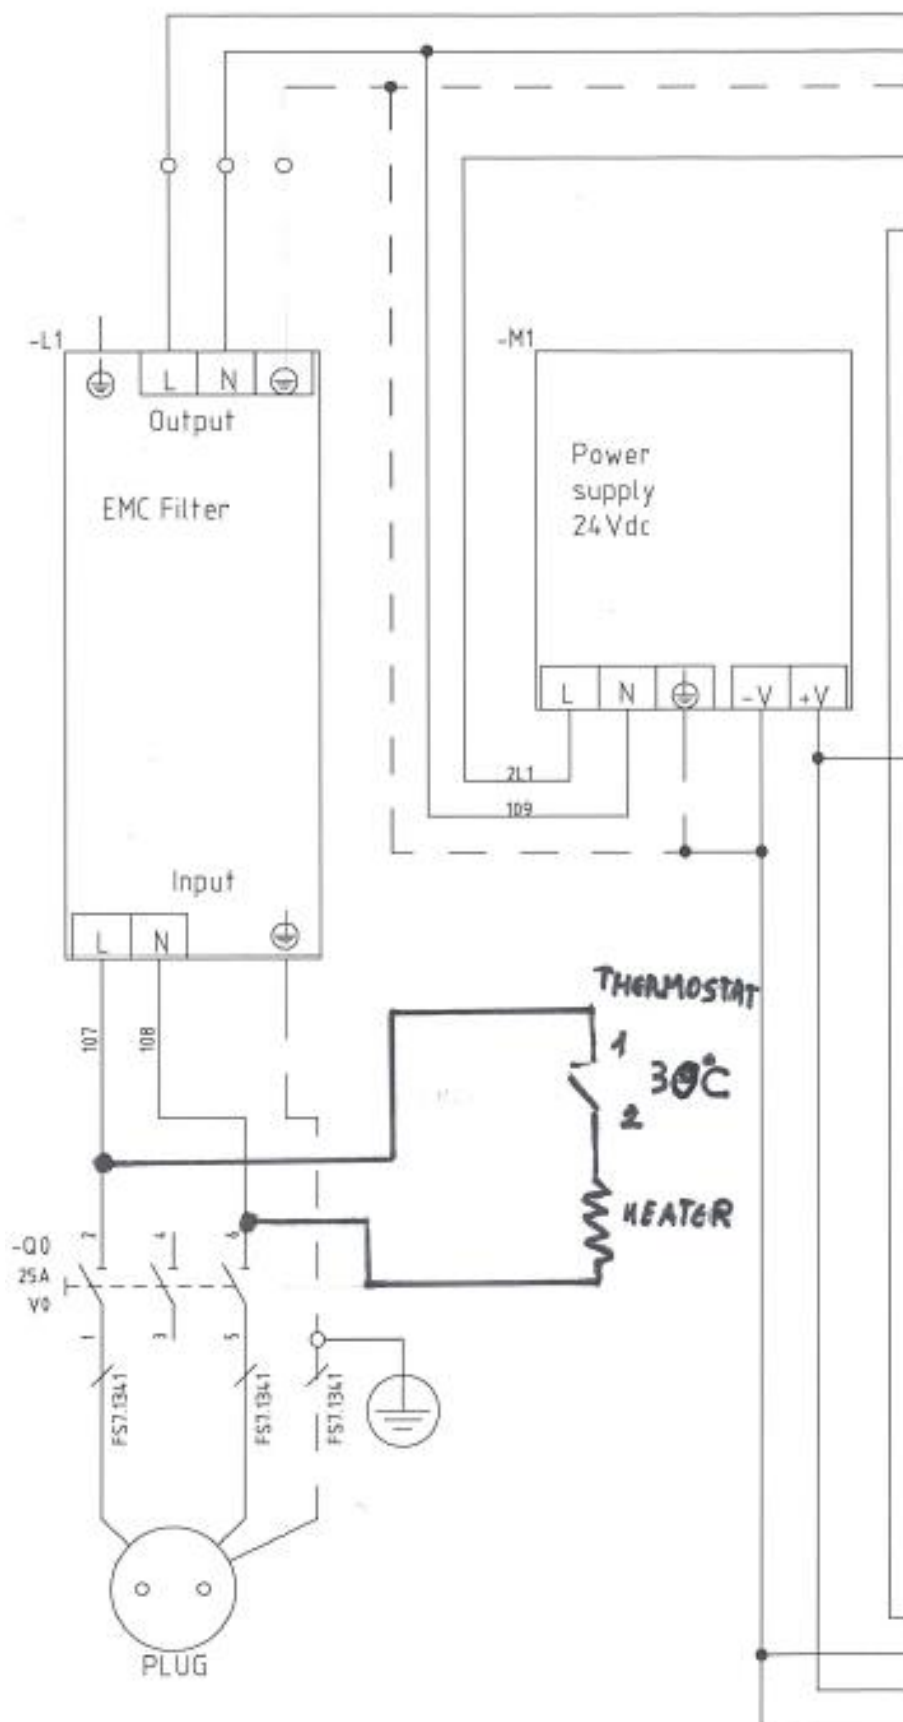 -L1
L N
Output
EMC Filter
Input
L N
-M1
Power
supply
24Vdc
L N -V +V
2L1
109
107
108
THERMOSTAT
1
30°C
2
HEATER
-Q0
25A
V0
2 4 6
1 3 5
FS7.1341
FS7.1341
FS7.1341
PLUG